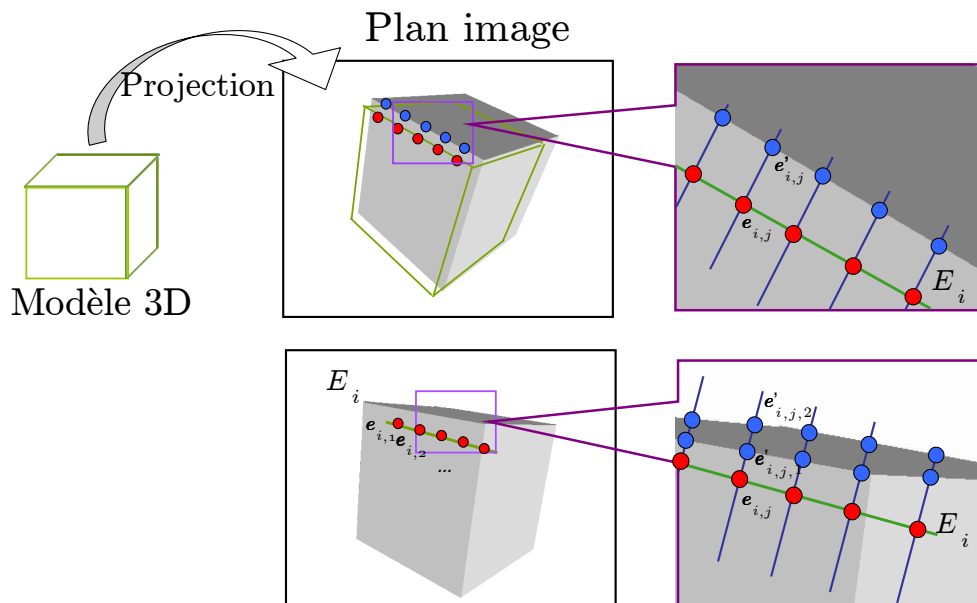 Plan image
Projection
Modèle 3D
e'i,j
ei,j
Ei
Ei
ei,1 ei,2
...
e'i,j,2
e'i,j,1
ei,j
Ei